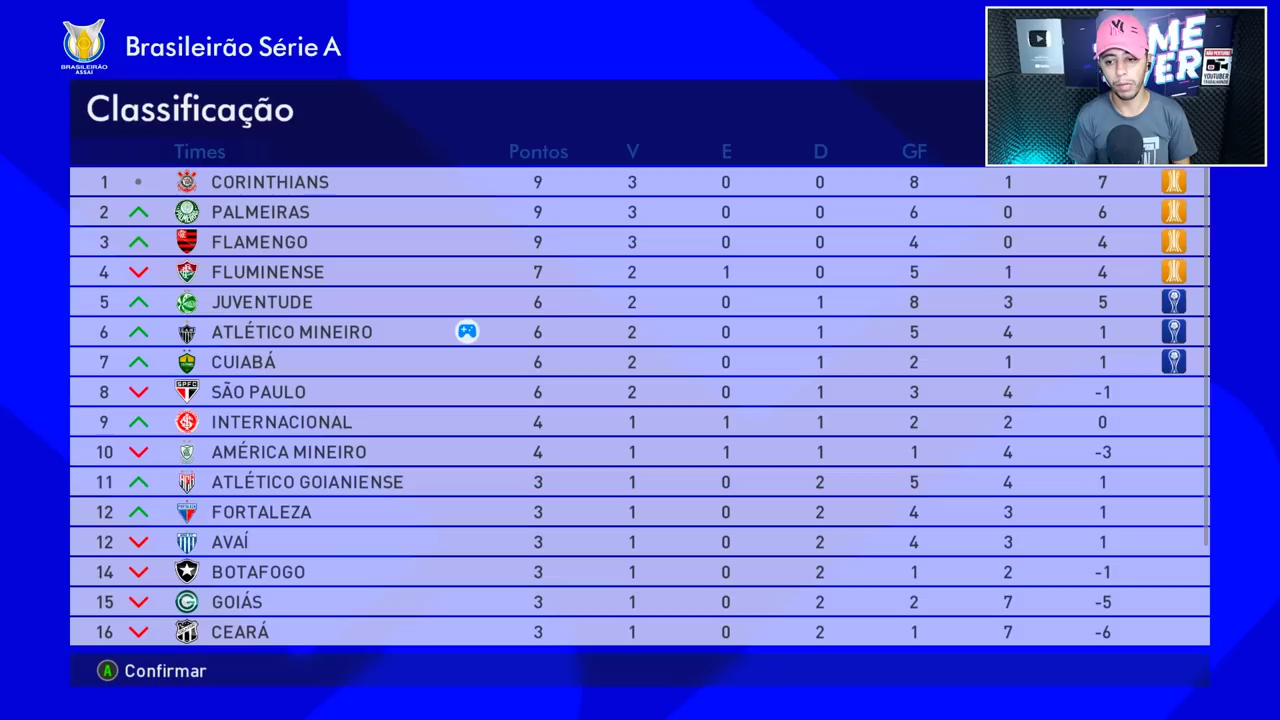 Brasileirão Série A
BRASILEIRÃO
ASSAÍ
Classificação
Times Pontos V E D GF
1 CORINTHIANS 9 3 0 0 8 1 7
2 PALMEIRAS 9 3 0 0 6 0 6
3 FLAMENGO 9 3 0 0 4 0 4
4 FLUMINENSE 7 2 1 0 5 1 4
5 JUVENTUDE 6 2 0 1 8 3 5
6 ATLÉTICO MINEIRO 6 2 0 1 5 4 1
7 CUIABÁ 6 2 0 1 2 1 1
8 SÃO PAULO 6 2 0 1 3 4 -1
9 INTERNACIONAL 4 1 1 1 2 2 0
10 AMÉRICA MINEIRO 4 1 1 1 1 4 -3
11 ATLÉTICO GOIANIENSE 3 1 0 2 5 4 1
12 FORTALEZA 3 1 0 2 4 3 1
12 AVAÍ 3 1 0 2 4 3 1
14 BOTAFOGO 3 1 0 2 1 2 -1
15 GOIÁS 3 1 0 2 2 7 -5
16 CEARÁ 3 1 0 2 1 7 -6
A Confirmar
NY
ME
VER
NÃO PERTURBE
YOUTUBER
TRABALHANDO
SPFC